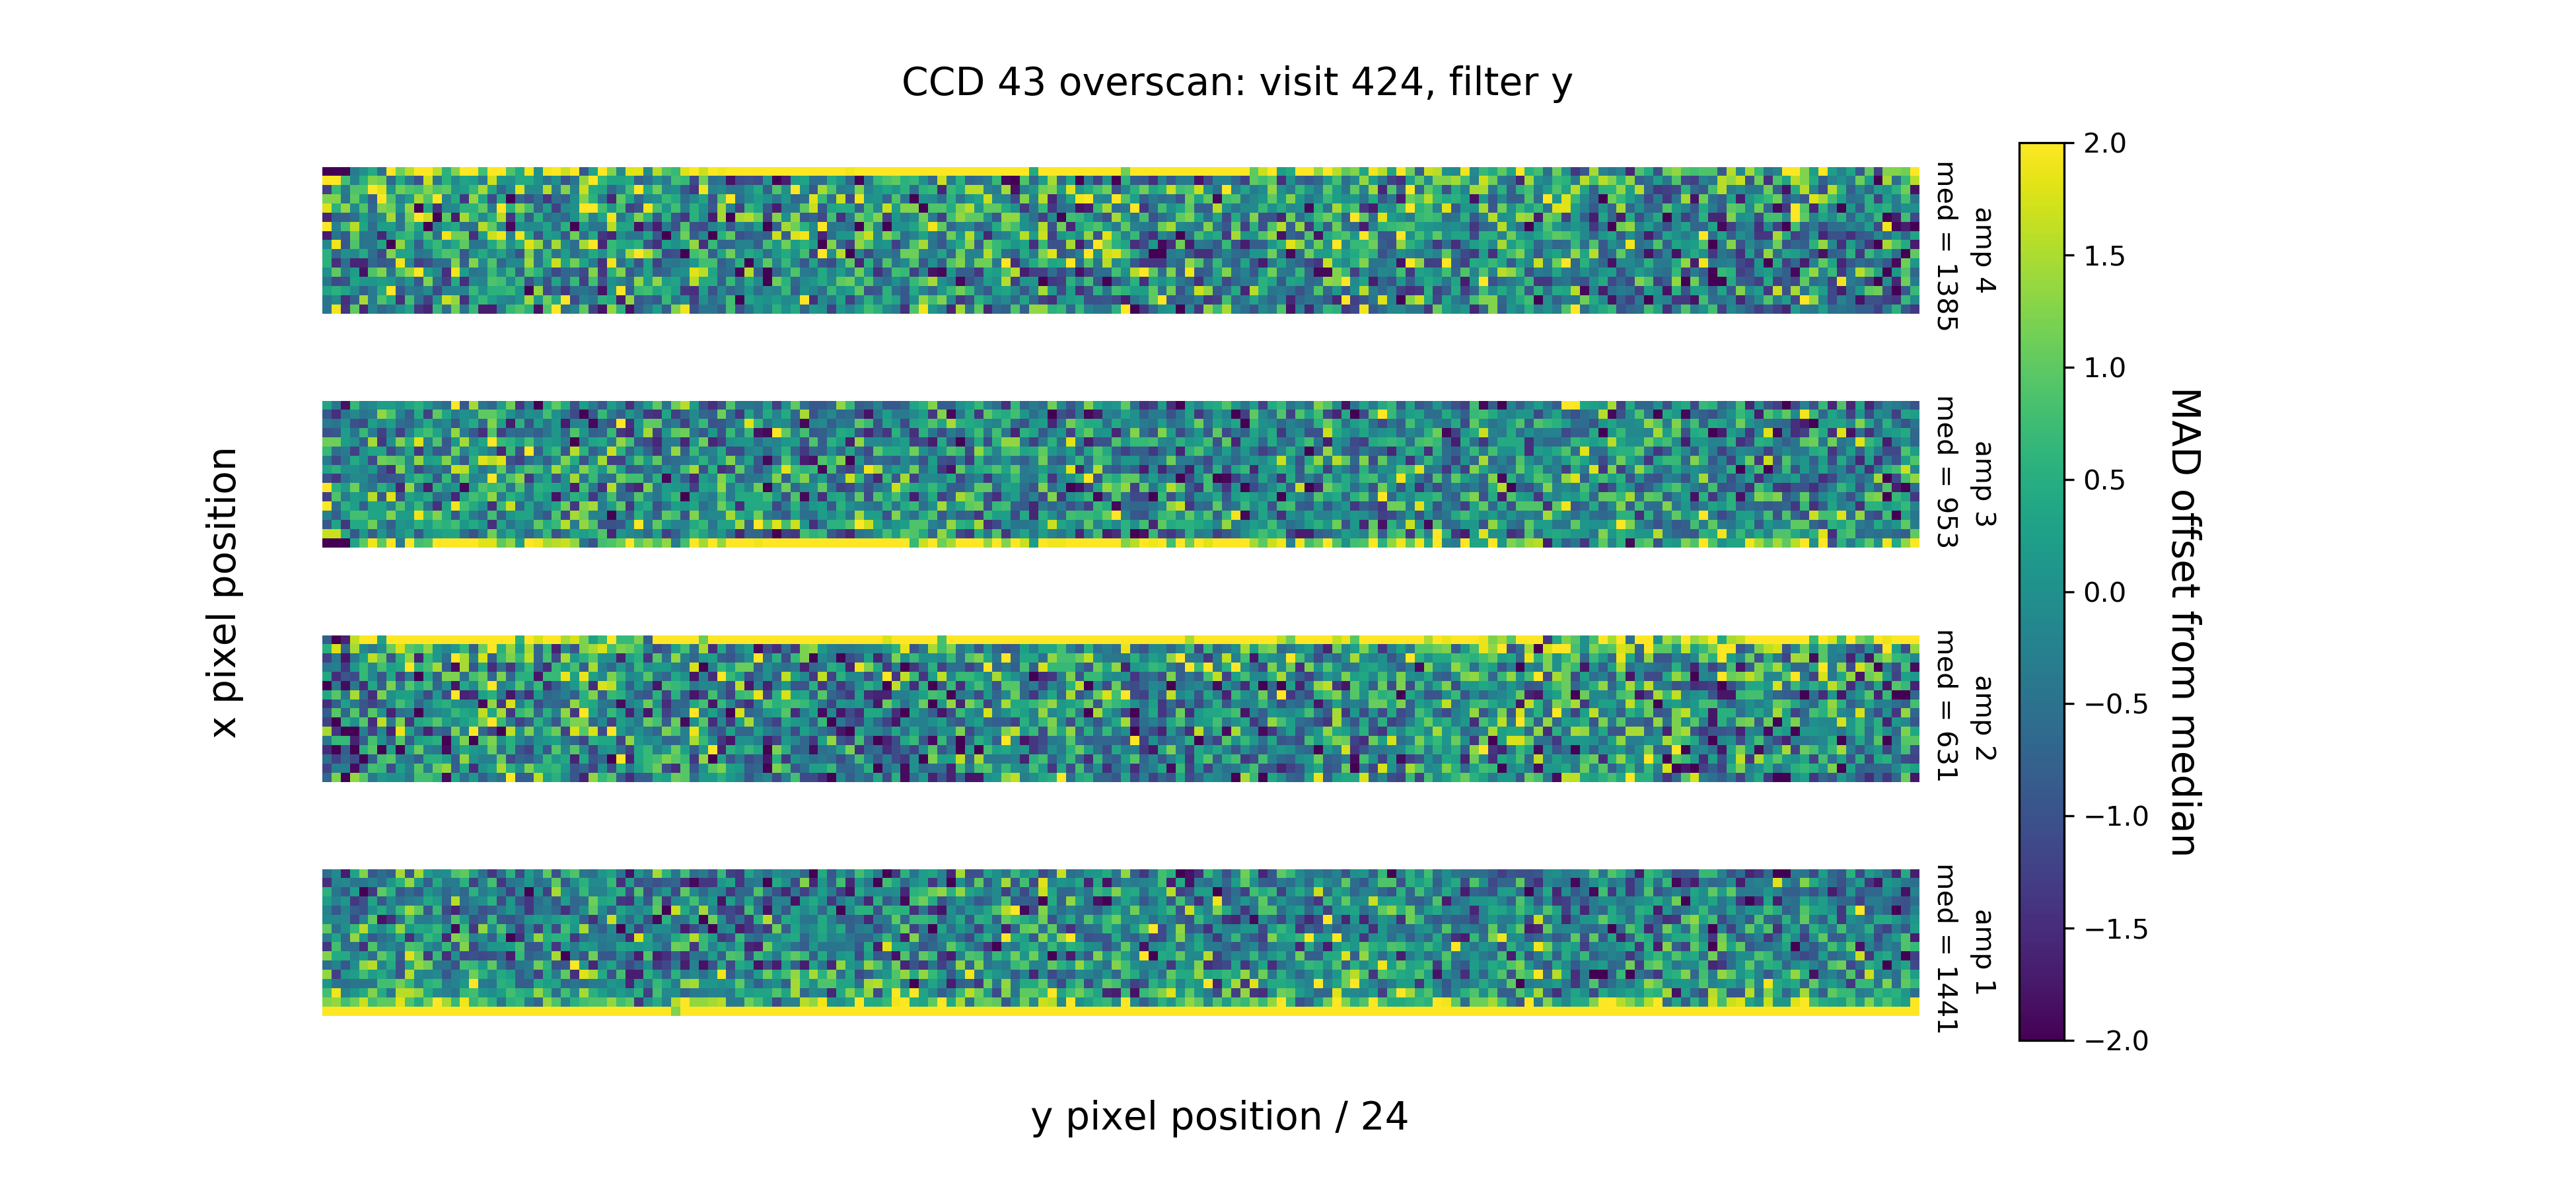 CCD 43 overscan: visit 424, filter y
x pixel position
amp 4
med = 1385
amp 3
med = 953
amp 2
med = 631
amp 1
med = 1441
y pixel position / 24
2.0
1.5
1.0
0.5
0.0
−0.5
−1.0
−1.5
−2.0
MAD offset from median